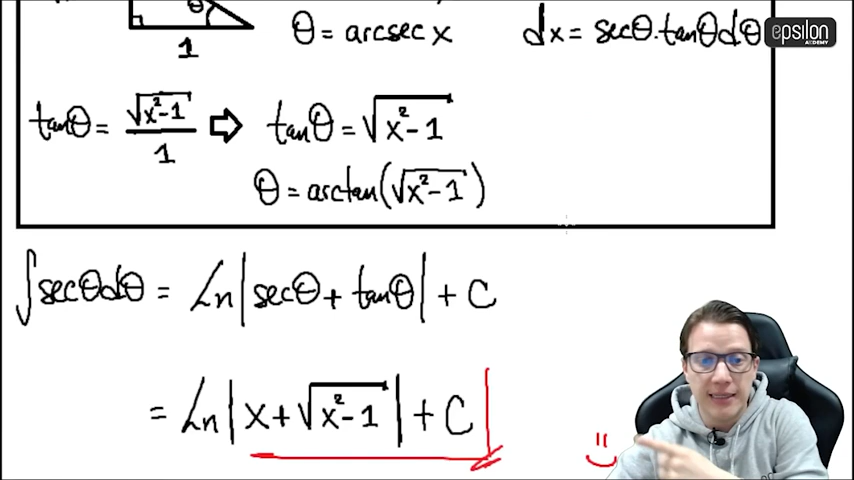 θ
1
θ = arcsec x
dx = secθ.tanθdθ
epsilon
ACADEMY
tanθ = √x²-1 / 1 ⇒ tanθ = √x²-1
θ = arctan(√x²-1)
∫secθdθ = Ln|secθ + tanθ| + C
= Ln|x+√x²-1| + C